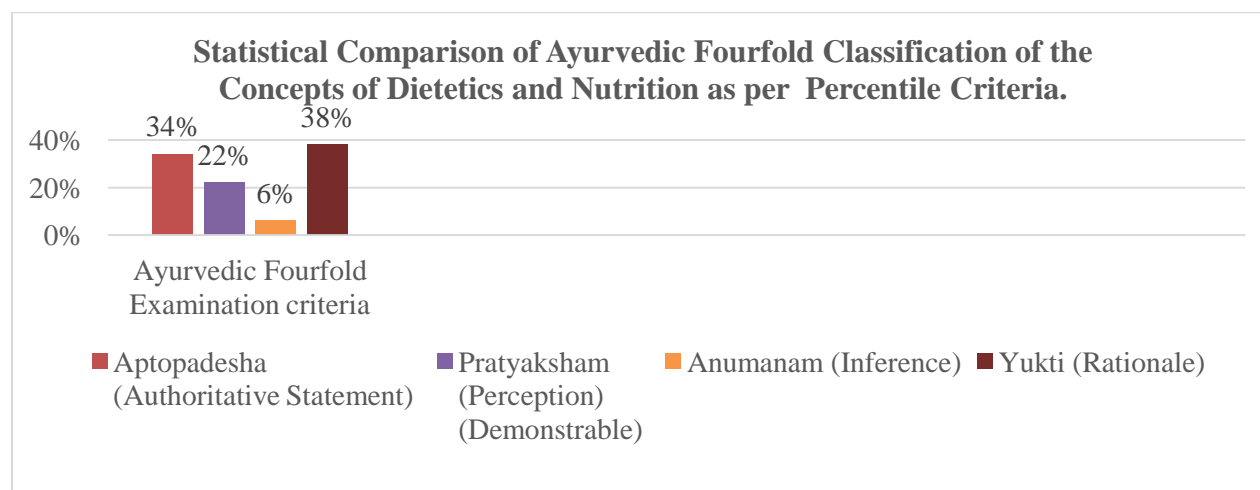 Statistical Comparison of Ayurvedic Fourfold Classification of the
Concepts of Dietetics and Nutrition as per Percentile Criteria.
34%
22%
6%
38%
40%
20%
0%
Ayurvedic Fourfold
Examination criteria
Aptopadesha
(Authoritative Statement)
Pratyaksham
(Perception)
(Demonstrable)
Anumanam (Inference)
Yukti (Rationale)